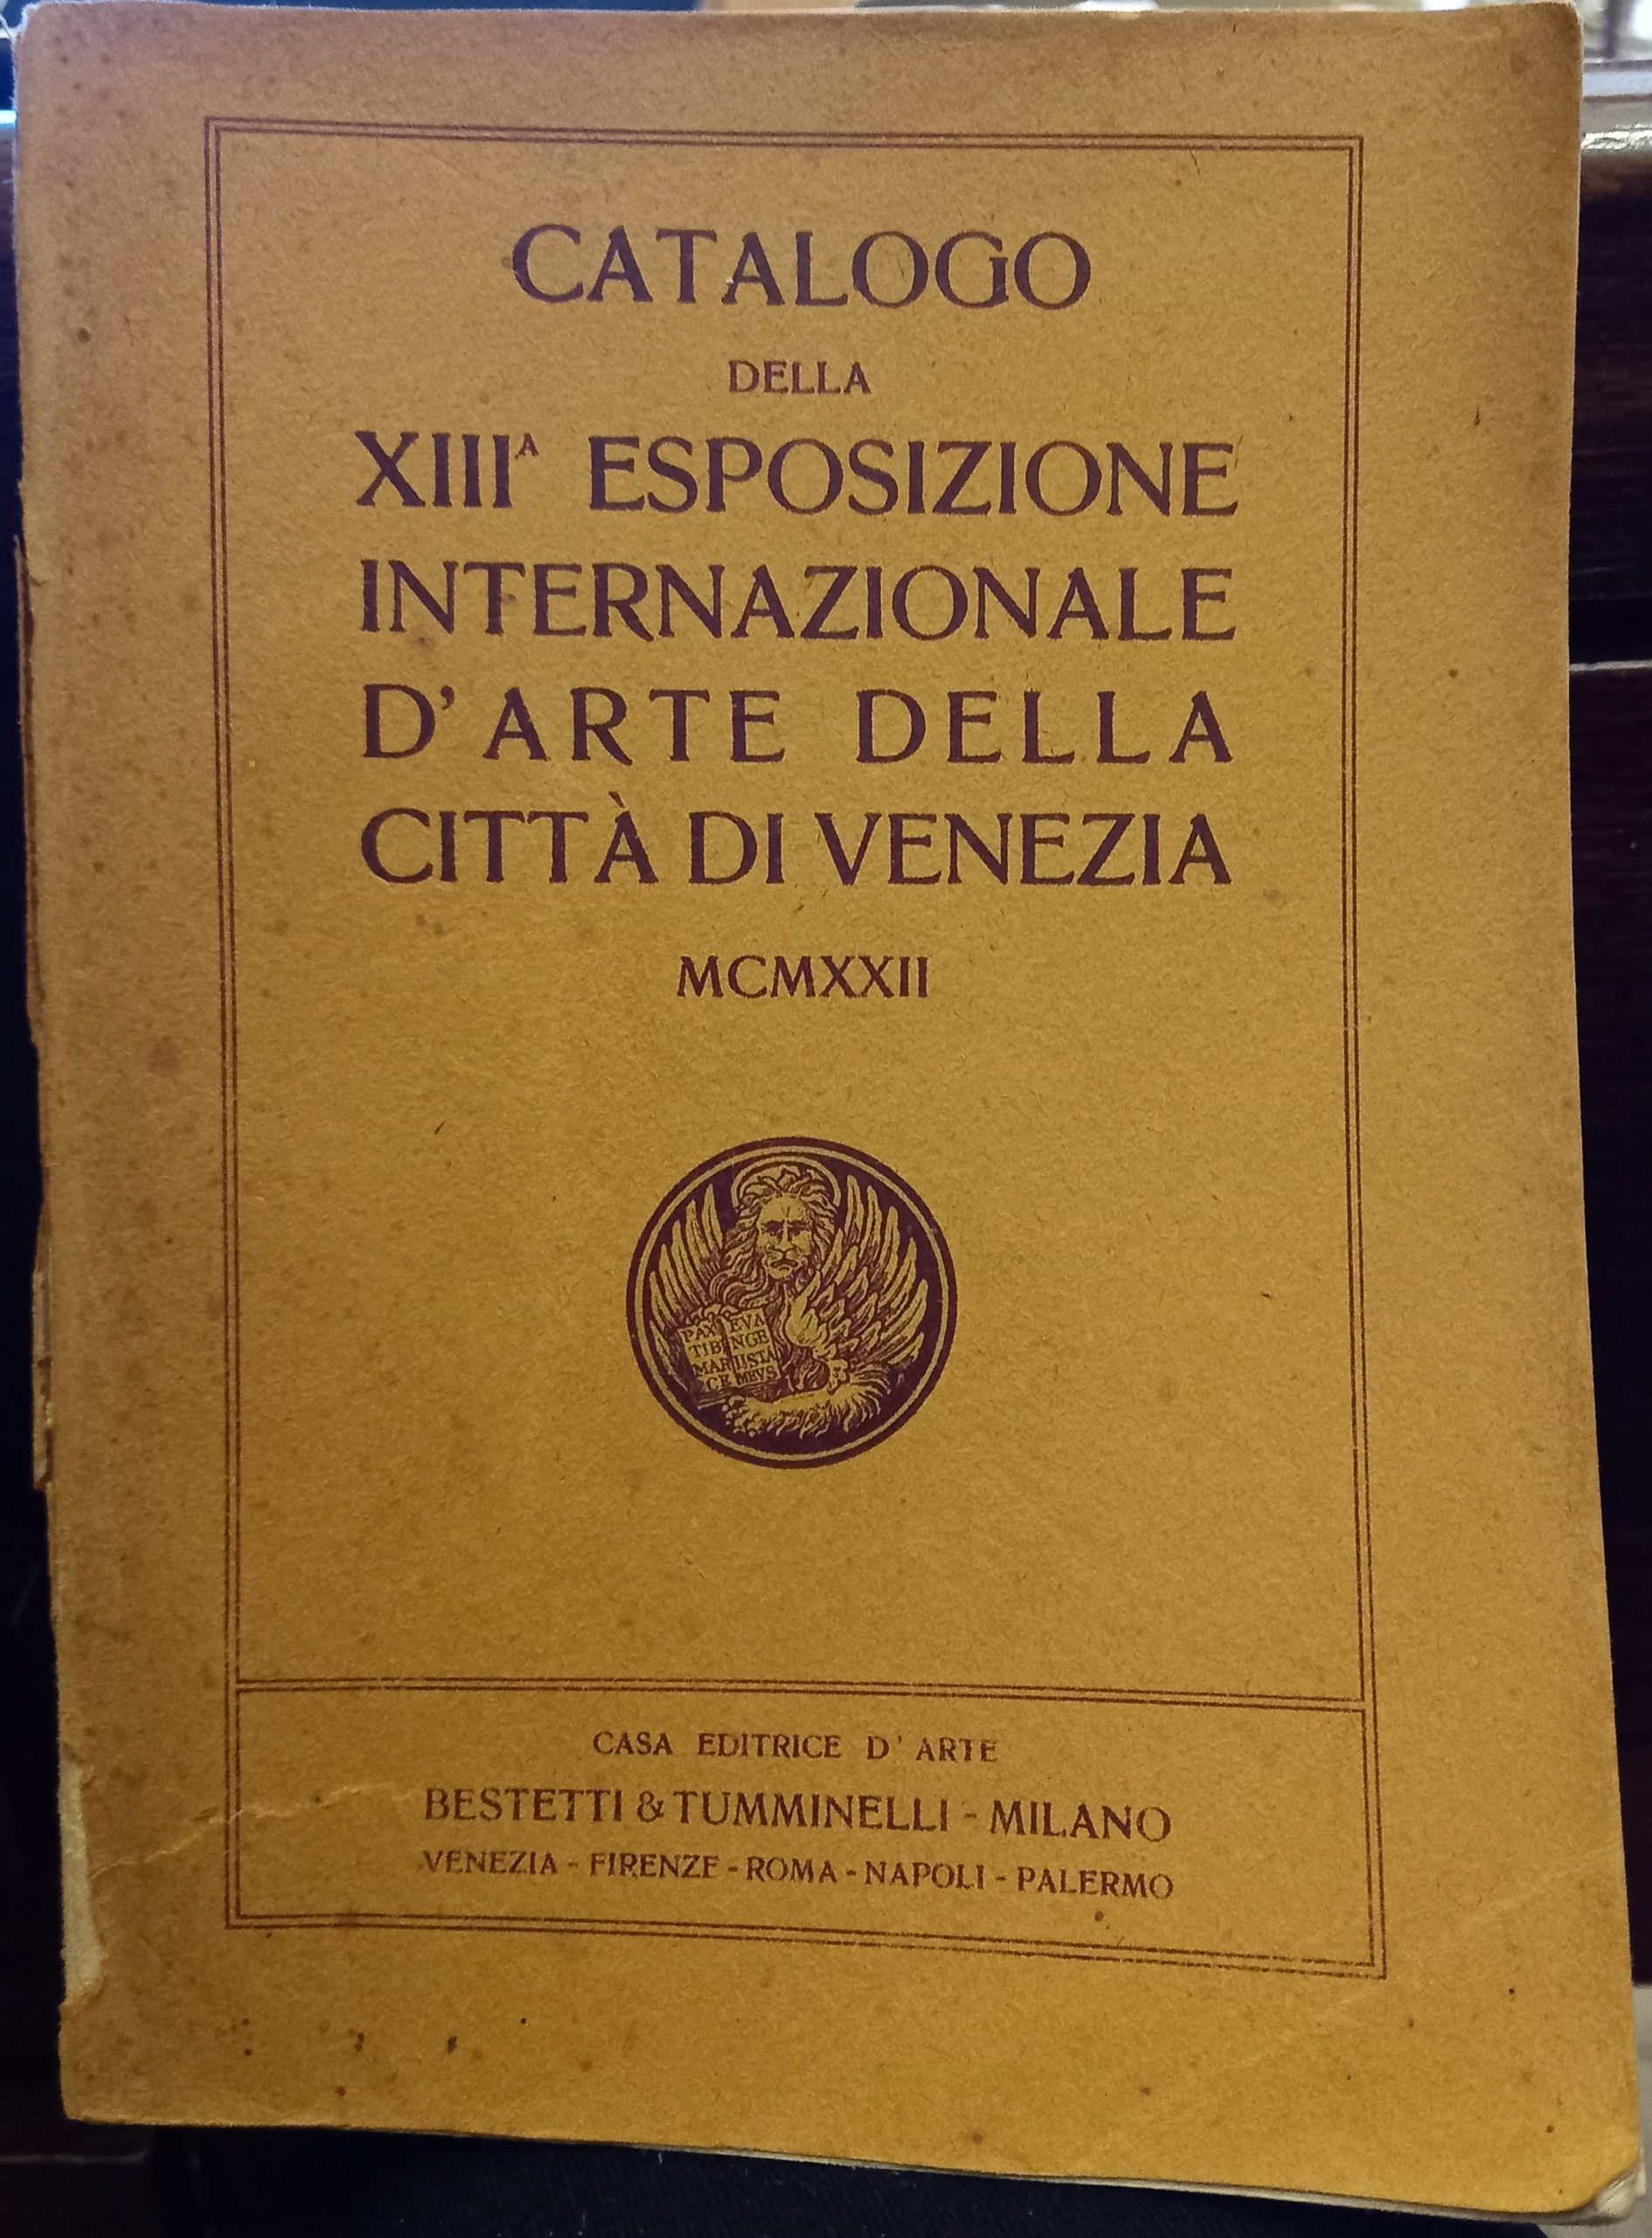 CATALOGO
DELLA
XIIIᴬ ESPOSIZIONE
INTERNAZIONALE
D'ARTE DELLA
CITTÀ DI VENEZIA
MCMXXII
PAX EVA
TIBI NGE
MAR LISTA
CE MEVS
CASA EDITRICE D'ARTE
BESTETTI & TUMMINELLI - MILANO
VENEZIA - FIRENZE - ROMA - NAPOLI - PALERMO